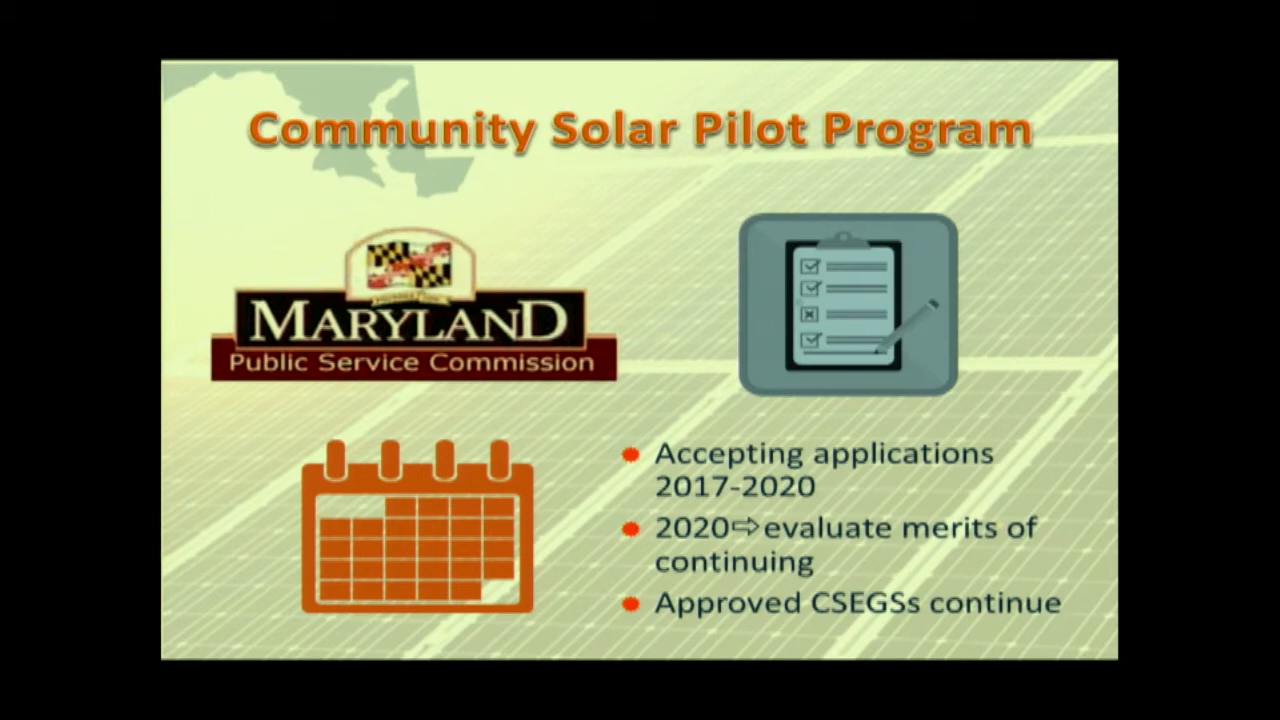 Community Solar Pilot Program
MARYLAND
Public Service Commission
Accepting applications
2017-2020
2020⇨evaluate merits of
continuing
Approved CSEGSs continue